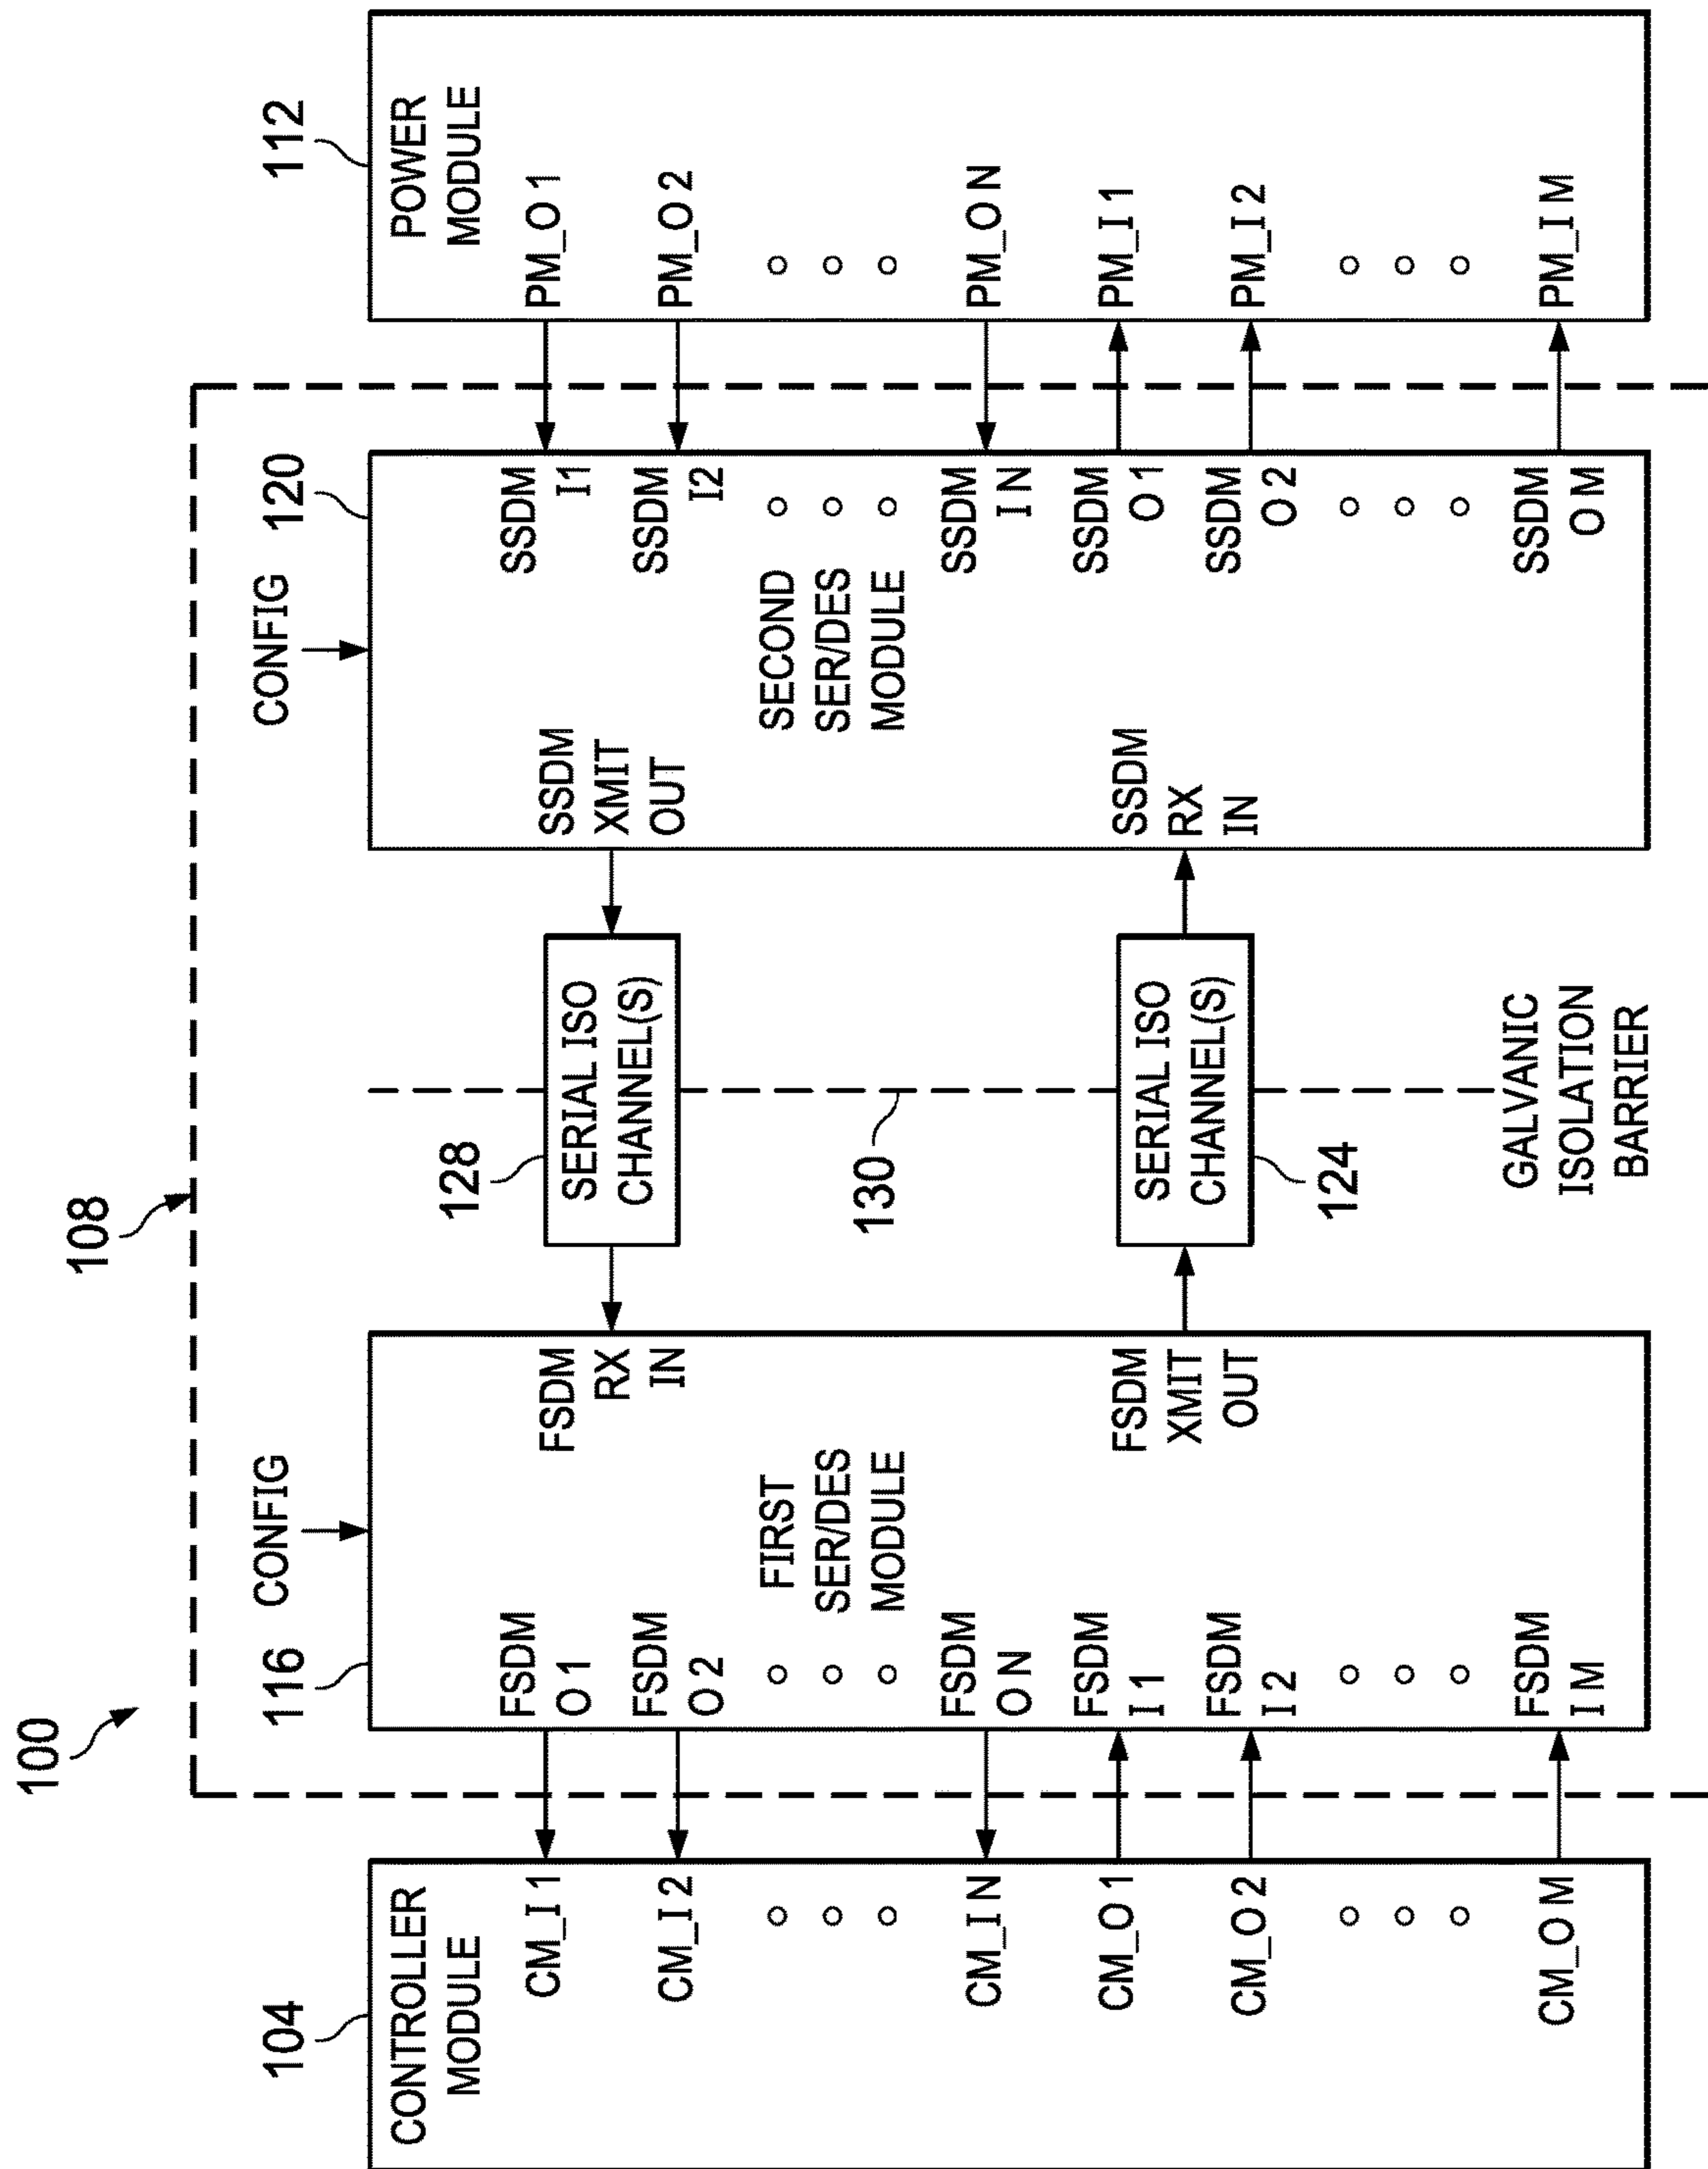 100
108
104
CONTROLLER
MODULE
CM_I 1
CM_I 2
CM_I N
CM_O 1
CM_O 2
CM_O M
116
CONFIG
FSDM
O 1
FSDM
O 2
FIRST
SER/DES
MODULE
FSDM
O N
FSDM
I 1
FSDM
I 2
FSDM
I M
FSDM
RX
IN
FSDM
XMIT
OUT
128
SERIAL ISO
CHANNEL(S)
130
SERIAL ISO
CHANNEL(S)
124
GALVANIC
ISOLATION
BARRIER
CONFIG
120
SSDM
XMIT
OUT
SSDM
RX
IN
SECOND
SER/DES
MODULE
SSDM
I1
SSDM
I2
SSDM
I N
SSDM
O 1
SSDM
O 2
SSDM
O M
112
POWER
MODULE
PM_O 1
PM_O 2
PM_O N
PM_I 1
PM_I 2
PM_I M